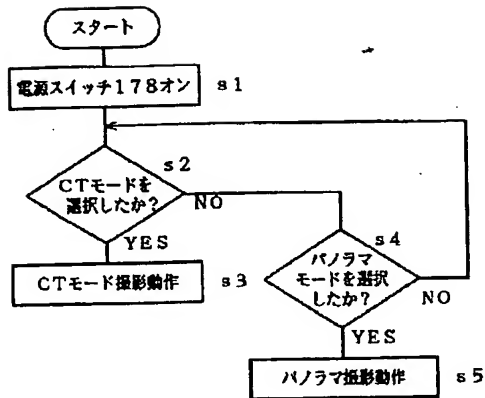 スタート
電源スイッチ178オン s1
s2
CTモードを
選択したか?
NO
YES
CTモード撮影動作 s3
s4
パノラマ
モードを選択
したか?
NO
YES
パノラマ撮影動作 s5